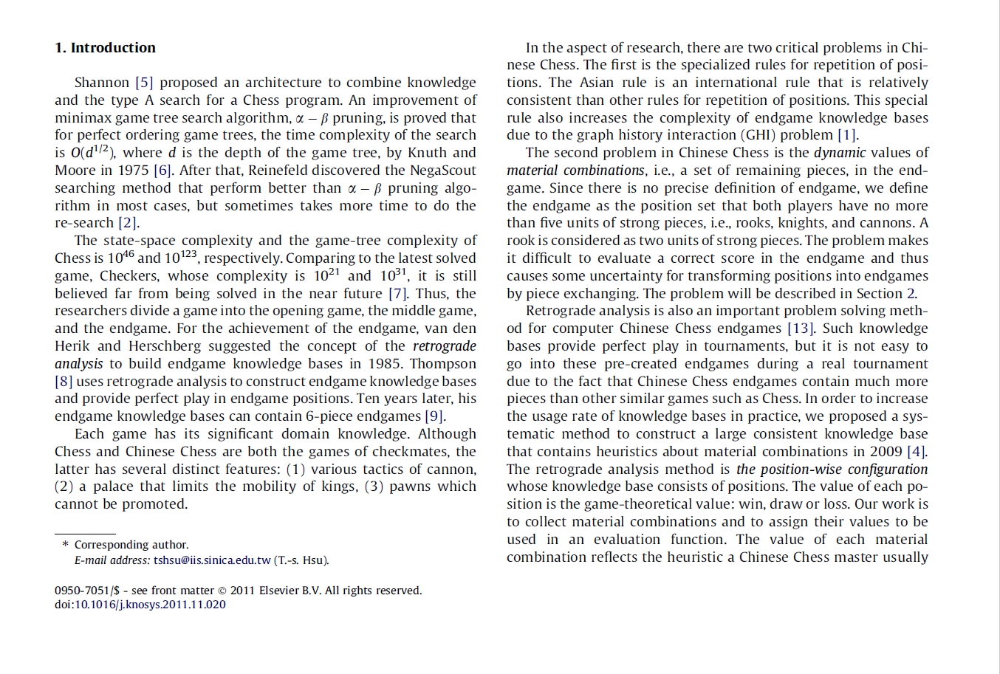 1. Introduction
Shannon [5] proposed an architecture to combine knowledge
and the type A search for a Chess program. An improvement of
minimax game tree search algorithm, α − β pruning, is proved that
for perfect ordering game trees, the time complexity of the search
is O(d^1/2), where d is the depth of the game tree, by Knuth and
Moore in 1975 [6]. After that, Reinefeld discovered the NegaScout
searching method that perform better than α − β pruning algo-
rithm in most cases, but sometimes takes more time to do the
re-search [2].
The state-space complexity and the game-tree complexity of
Chess is 10^46 and 10^123, respectively. Comparing to the latest solved
game, Checkers, whose complexity is 10^21 and 10^31, it is still
believed far from being solved in the near future [7]. Thus, the
researchers divide a game into the opening game, the middle game,
and the endgame. For the achievement of the endgame, van den
Herik and Herschberg suggested the concept of the retrograde
analysis to build endgame knowledge bases in 1985. Thompson
[8] uses retrograde analysis to construct endgame knowledge bases
and provide perfect play in endgame positions. Ten years later, his
endgame knowledge bases can contain 6-piece endgames [9].
Each game has its significant domain knowledge. Although
Chess and Chinese Chess are both the games of checkmates, the
latter has several distinct features: (1) various tactics of cannon,
(2) a palace that limits the mobility of kings, (3) pawns which
cannot be promoted.
* Corresponding author.
E-mail address: tshsu@iis.sinica.edu.tw (T.-s. Hsu).
0950-7051/$ - see front matter © 2011 Elsevier B.V. All rights reserved.
doi:10.1016/j.knosys.2011.11.020
In the aspect of research, there are two critical problems in Chi-
nese Chess. The first is the specialized rules for repetition of posi-
tions. The Asian rule is an international rule that is relatively
consistent than other rules for repetition of positions. This special
rule also increases the complexity of endgame knowledge bases
due to the graph history interaction (GHI) problem [1].
The second problem in Chinese Chess is the dynamic values of
material combinations, i.e., a set of remaining pieces, in the end-
game. Since there is no precise definition of endgame, we define
the endgame as the position set that both players have no more
than five units of strong pieces, i.e., rooks, knights, and cannons. A
rook is considered as two units of strong pieces. The problem makes
it difficult to evaluate a correct score in the endgame and thus
causes some uncertainty for transforming positions into endgames
by piece exchanging. The problem will be described in Section 2.
Retrograde analysis is also an important problem solving meth-
od for computer Chinese Chess endgames [13]. Such knowledge
bases provide perfect play in tournaments, but it is not easy to
go into these pre-created endgames during a real tournament
due to the fact that Chinese Chess endgames contain much more
pieces than other similar games such as Chess. In order to increase
the usage rate of knowledge bases in practice, we proposed a sys-
tematic method to construct a large consistent knowledge base
that contains heuristics about material combinations in 2009 [4].
The retrograde analysis method is the position-wise configuration
whose knowledge base consists of positions. The value of each po-
sition is the game-theoretical value: win, draw or loss. Our work is
to collect material combinations and to assign their values to be
used in an evaluation function. The value of each material
combination reflects the heuristic a Chinese Chess master usually